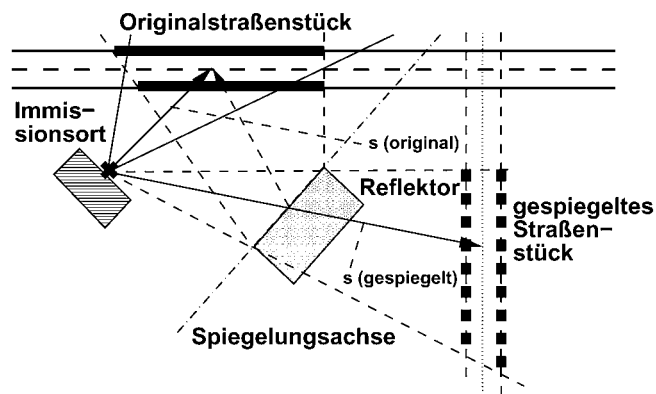 Originalstraßenstück
Immis–
sionsort
s (original)
Reflektor
gespiegeltes
Straßen–
stück
s (gespiegelt)
Spiegelungsachse